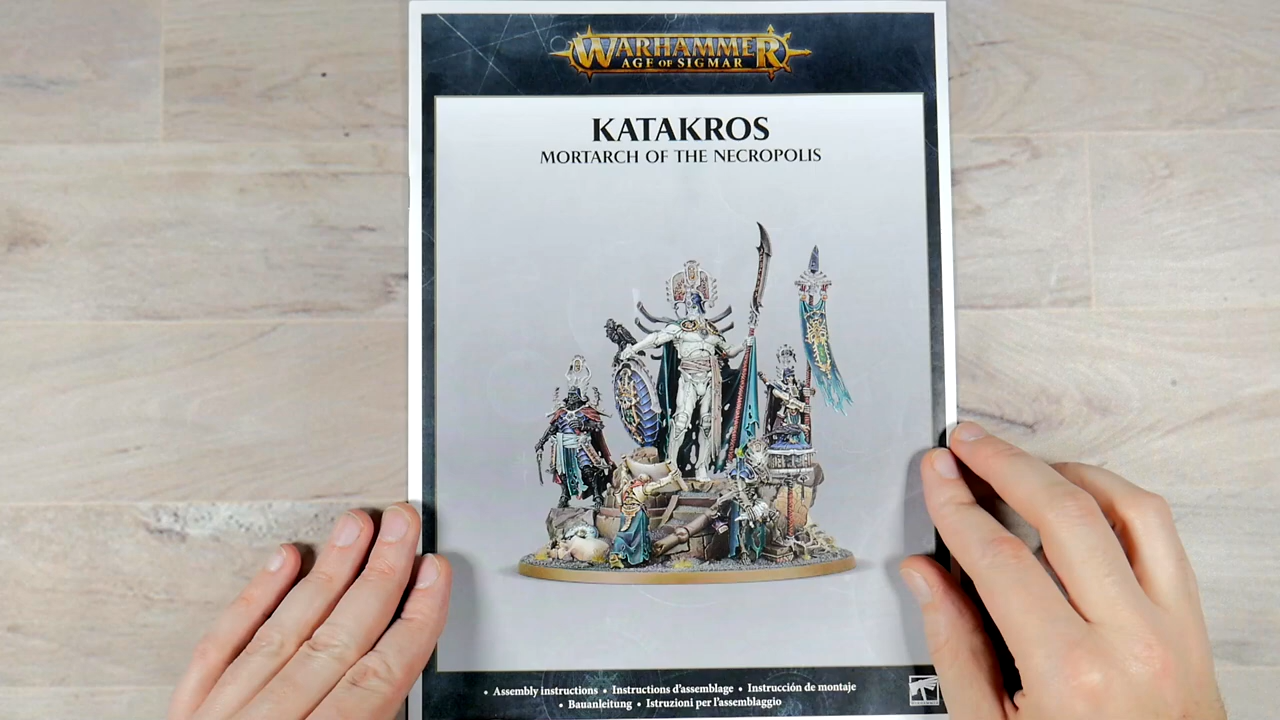 WARHAMMER
AGE OF SIGMAR
KATAKROS
MORTARCH OF THE NECROPOLIS
• Assembly instructions • Instructions d'assemblage • Instrucción de montaje
• Bauanleitung • Istruzioni per l'assemblaggio